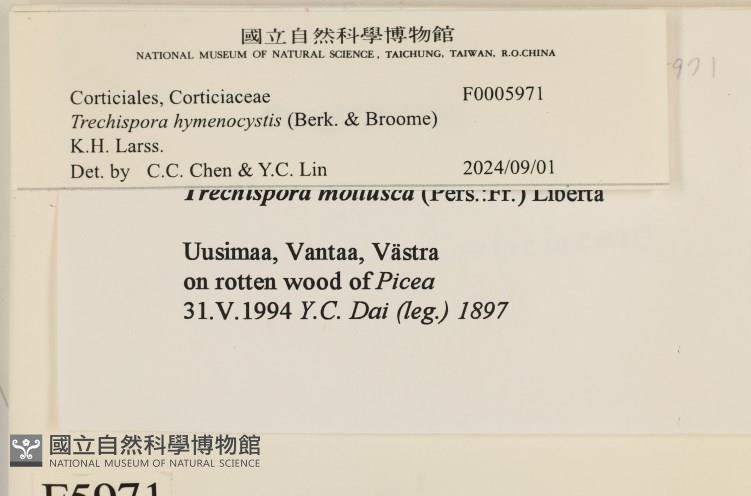 國立自然科學博物館
NATIONAL MUSEUM OF NATURAL SCIENCE, TAICHUNG, TAIWAN, R.O.CHINA
Corticiales, Corticiaceae F0005971
Trechispora hymenocystis (Berk. & Broome)
K.H. Larss.
Det. by C.C. Chen & Y.C. Lin 2024/09/01
Trechispora mollusca (Pers.:Fr.) Liberta
Uusimaa, Vantaa, Västra
on rotten wood of Picea
31.V.1994 Y.C. Dai (leg.) 1897
國立自然科學博物館
NATIONAL MUSEUM OF NATURAL SCIENCE
F5971